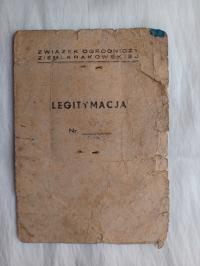 ZWIĄZEK OGRODNICZY
ZIEMI KRAKOWSKIEJ
LEGITYMACJA
Nr.